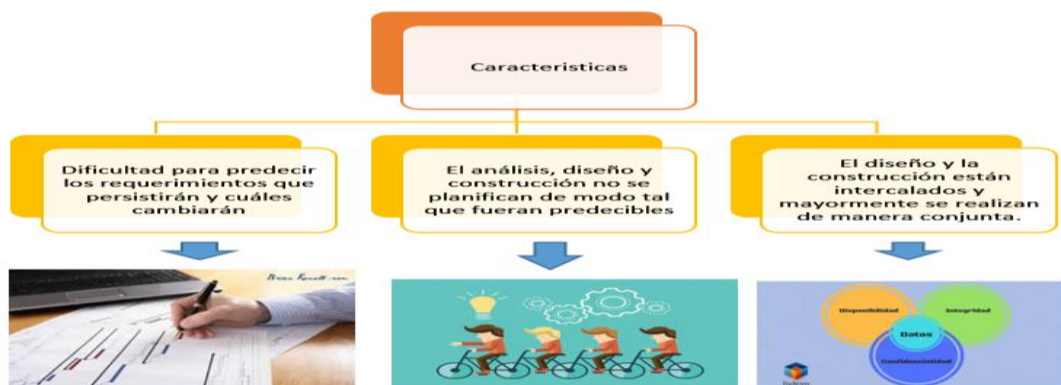 Caracteristicas
Dificultad para predecir
los requerimientos que
persistirán y cuáles
cambiarán
El análisis, diseño y
construcción no se
planifican de modo tal
que fueran predecibles
El diseño y la
construcción están
intercalados y
mayormente se realizan
de manera conjunta.
Disponibilidad
Integridad
Datos
Confidencialidad